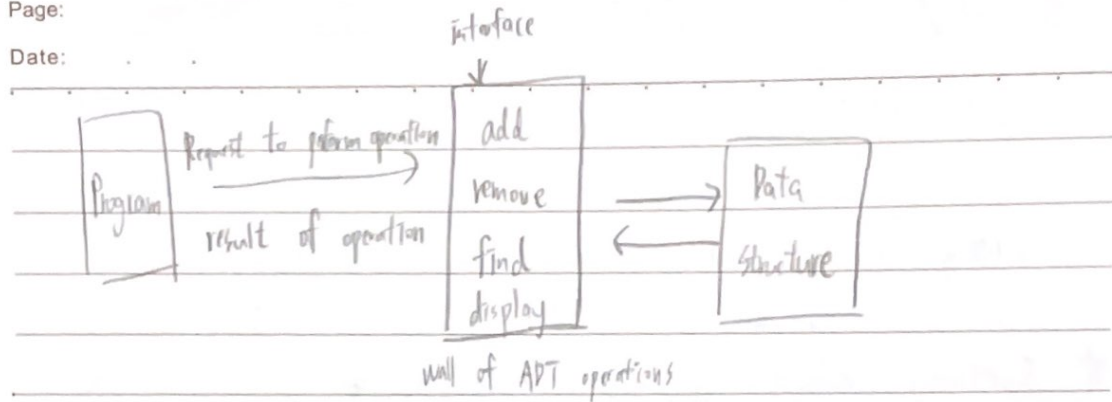 Page:
interface
Date:
add
Request to perform operation
Program
remove
Data
result of operation
find
structure
display
wall of ADT operations